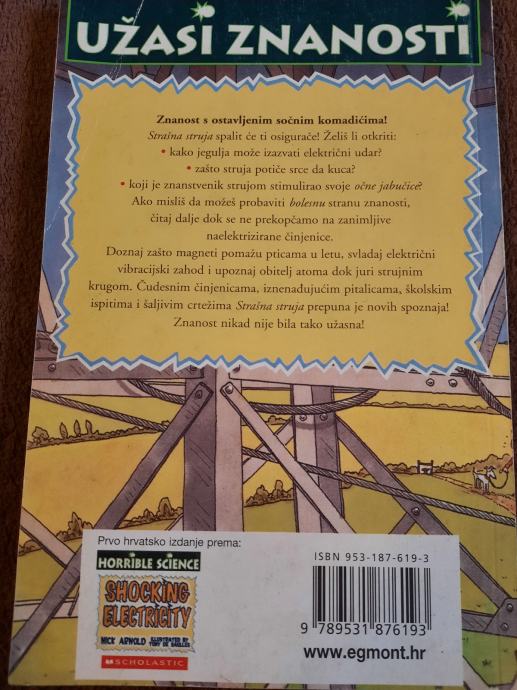 UŽASI ZNANOSTI
Znanost s ostavljenim sočnim komadićima!
Strašna struja spalit će ti osigurače! Želiš li otkriti:
• kako jegulja može izazvati električni udar?
• zašto struja potiče srce da kuca?
• koji je znanstvenik strujom stimulirao svoje očne jabučice?
Ako misliš da možeš probaviti bolesnu stranu znanosti,
čitaj dalje dok se ne prekopčamo na zanimljive
naelektrizirane činjenice.
Doznaj zašto magneti pomažu pticama u letu, svladaj električni
vibracijski zahod i upoznaj obitelj atoma dok juri strujnim
krugom. Čudesnim činjenicama, iznenađujućim pitalicama, školskim
ispitima i šaljivim crtežima Strašna struja prepuna je novih spoznaja!
Znanost nikad nije bila tako užasna!
Prvo hrvatsko izdanje prema:
HORRIBLE SCIENCE
SHOCKING
ELECTRICITY
NICK ARNOLD ILLUSTRATED BY TONY DE SAULLES
SCHOLASTIC
ISBN 953-187-619-3
9 789531 876193
www.egmont.hr